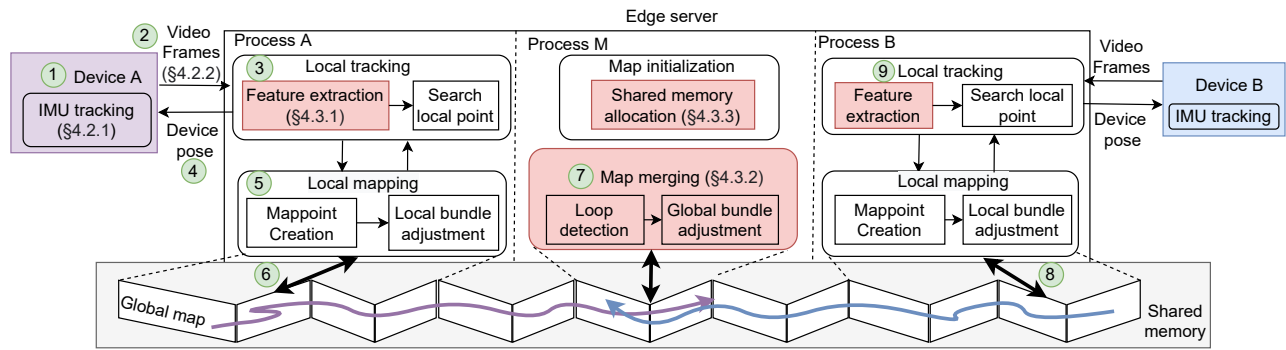 Edge server
2
Video
Frames
(§4.2.2)
1 Device A
IMU tracking
(§4.2.1)
Device
pose
4
Process A
3
Local tracking
Feature extraction
(§4.3.1)
Search
local point
5
Local mapping
Mappoint
Creation
Local bundle
adjustment
Process M
Map initialization
Shared memory
allocation (§4.3.3)
7 Map merging (§4.3.2)
Loop
detection
Global bundle
adjustment
Process B
9 Local tracking
Feature
extraction
Search local
point
Local mapping
Mappoint
Creation
Local bundle
adjustment
Video
Frames
Device B
IMU tracking
Device
pose
6
8
Global map
Shared
memory